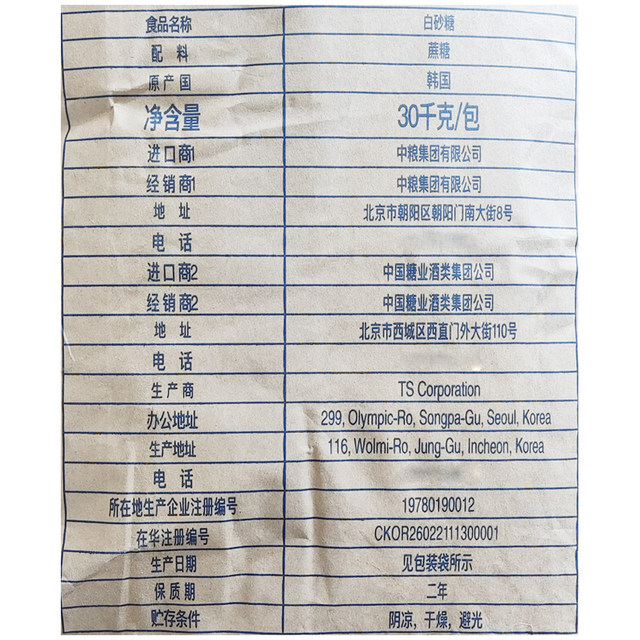 食品名称 白砂糖
配料 蔗糖
原产国 韩国
净含量 30千克/包
进口商1 中粮集团有限公司
经销商1 中粮集团有限公司
地址 北京市朝阳区朝阳门南大街8号
电话
进口商2 中国糖业酒类集团公司
经销商2 中国糖业酒类集团公司
地址 北京市西城区西直门外大街110号
电话
生产商 TS Corporation
办公地址 299, Olympic-Ro, Songpa-Gu, Seoul, Korea
生产地址 116, Wolmi-Ro, Jung-Gu, Incheon, Korea
电话
所在地生产企业注册编号 19780190012
在华注册编号 CKOR26022111300001
生产日期 见包装袋所示
保质期 二年
贮存条件 阴凉，干燥，避光